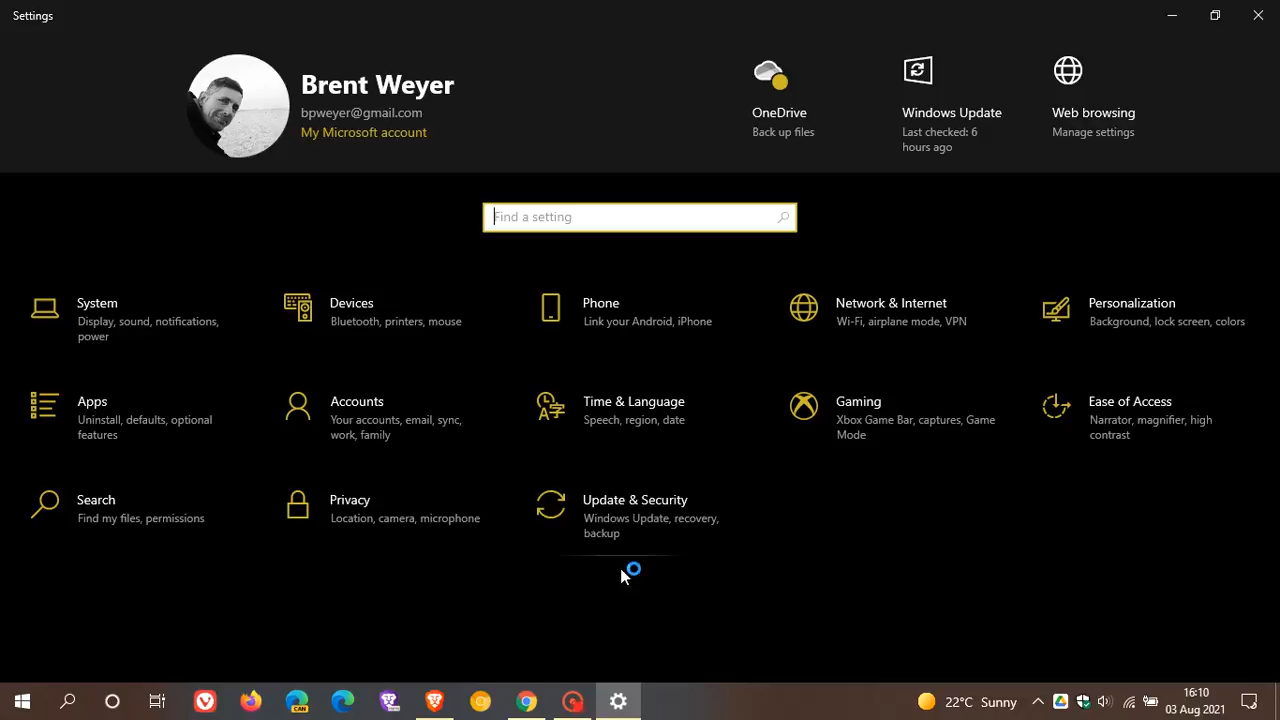 Settings
Brent Weyer
bpweyer@gmail.com
My Microsoft account
OneDrive
Back up files
Windows Update
Last checked: 6
hours ago
Web browsing
Manage settings
Find a setting
System
Display, sound, notifications,
power
Devices
Bluetooth, printers, mouse
Phone
Link your Android, iPhone
Network & Internet
Wi-Fi, airplane mode, VPN
Personalization
Background, lock screen, colors
Apps
Uninstall, defaults, optional
features
Accounts
Your accounts, email, sync,
work, family
Time & Language
Speech, region, date
Gaming
Xbox Game Bar, captures, Game
Mode
Ease of Access
Narrator, magnifier, high
contrast
Search
Find my files, permissions
Privacy
Location, camera, microphone
Update & Security
Windows Update, recovery,
backup
CAN
22°C Sunny
16:10
03 Aug 2021